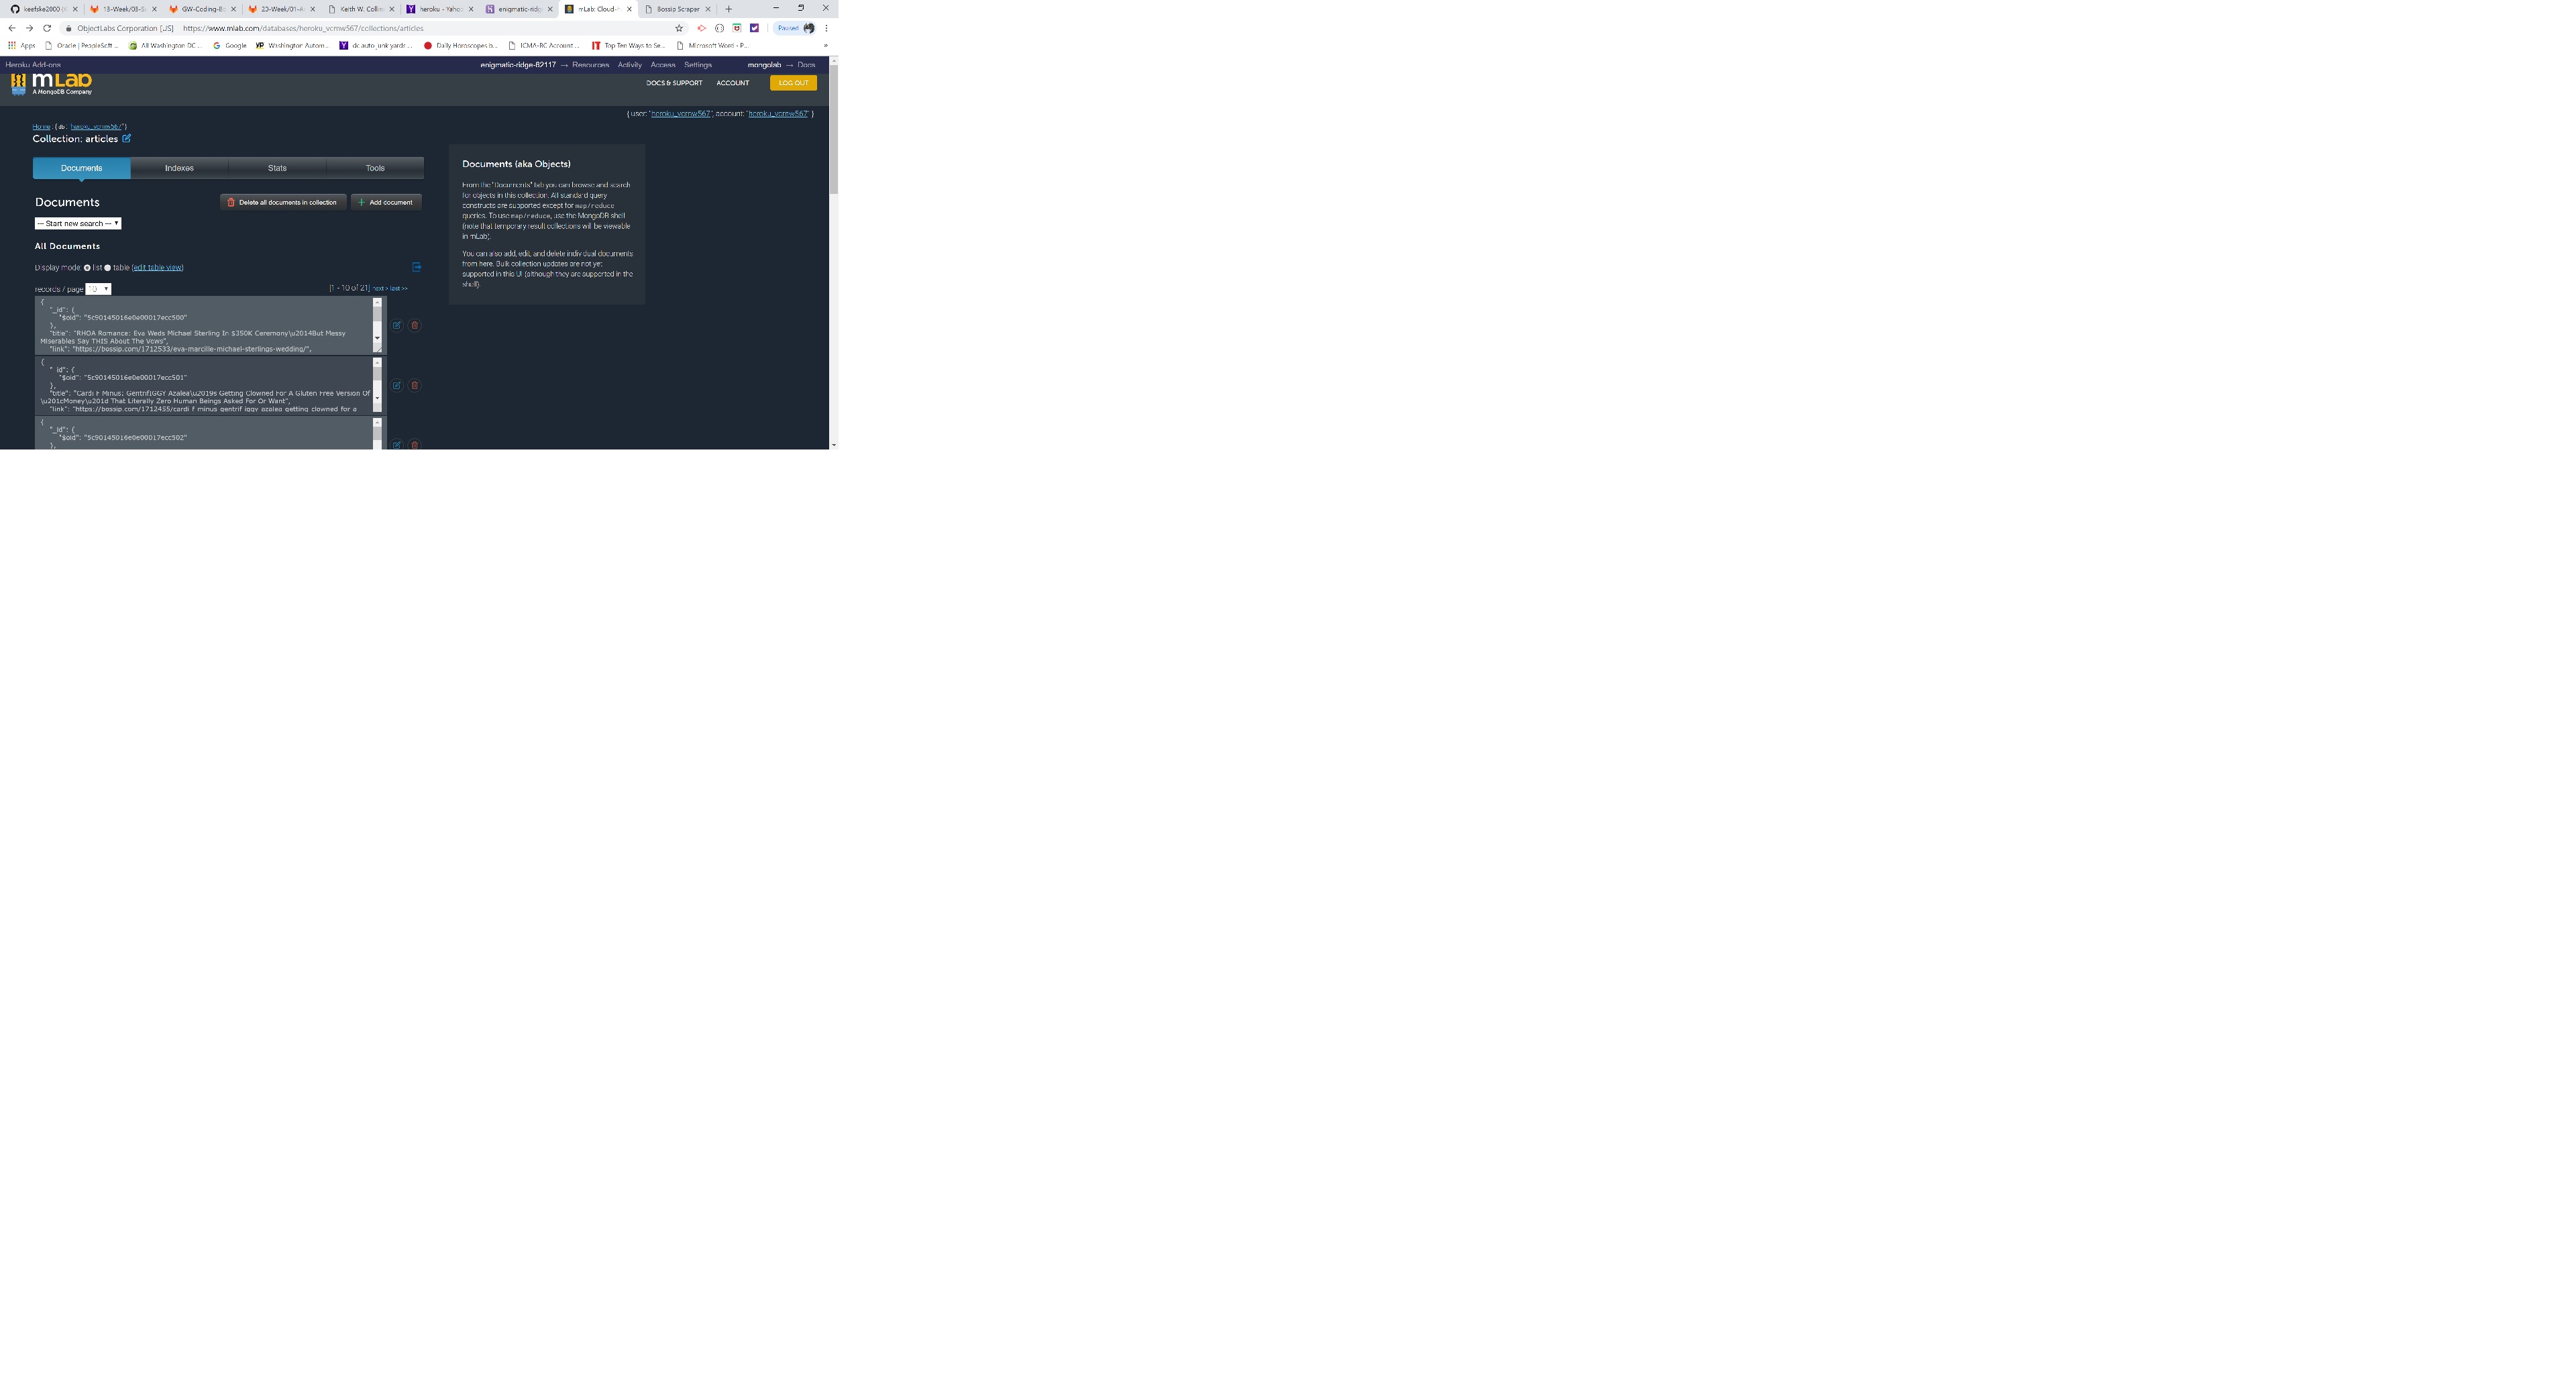 keefske2000 (K
13-Week/03-S
GW-Coding-Bo
20-Week/01-A
Keith W. Collins
heroku - Yahoo
enigmatic-ridge
mLab: Cloud-H
Bossip Scraper
ObjectLabs Corporation [US] https://www.mlab.com/databases/heroku_vcrnw567/collections/articles
Paused
Apps Oracle | PeopleSoft ... All Washington DC ... Google Washington Autom... dc auto junk yards ... Daily Horoscopes b... ICMA-RC Account ... Top Ten Ways to Se... Microsoft Word - P... »
Heroku Add-ons enigmatic-ridge-82117 → Resources Activity Access Settings mongolab → Docs
mLab
A MongoDB Company
DOCS & SUPPORT ACCOUNT LOG OUT
{ user: "heroku_vcrnw567", account: "heroku_vcrnw567" }
Home : { db : "heroku_vcrnw567" }
Collection: articles
Documents Indexes Stats Tools
Documents
Delete all documents in collection
Add document
-- Start new search --
All Documents
Display mode: list table (edit table view)
records / page 10 [1 - 10 of 21] next > last >>
{
"_id": {
"$oid": "5c90145016e0e00017ecc500"
},
"title": "RHOA Romance: Eva Weds Michael Sterling In $350K Ceremony\u2014But Messy
Miserables Say THIS About The Vows",
"link": "https://bossip.com/1712533/eva-marcille-michael-sterlings-wedding/",
{
"_id": {
"$oid": "5c90145016e0e00017ecc501"
},
"title": "Cardi F Minus: GentrifIGGY Azalea\u2019s Getting Clowned For A Gluten Free Version Of
\u201cMoney\u201d That Literally Zero Human Beings Asked For Or Want",
"link": "https://bossip.com/1712455/cardi-f-minus-gentrif-iggy-azalea-getting-clowned-for-a
{
"_id": {
"$oid": "5c90145016e0e00017ecc502"
},
Documents (aka Objects)
From the "Documents" tab you can browse and search
for objects in this collection. All standard query
constructs are supported except for map/reduce
queries. To use map/reduce, use the MongoDB shell
(note that temporary result collections will be viewable
in mLab).
You can also add, edit, and delete individual documents
from here. Bulk collection updates are not yet
supported in this UI (although they are supported in the
shell).